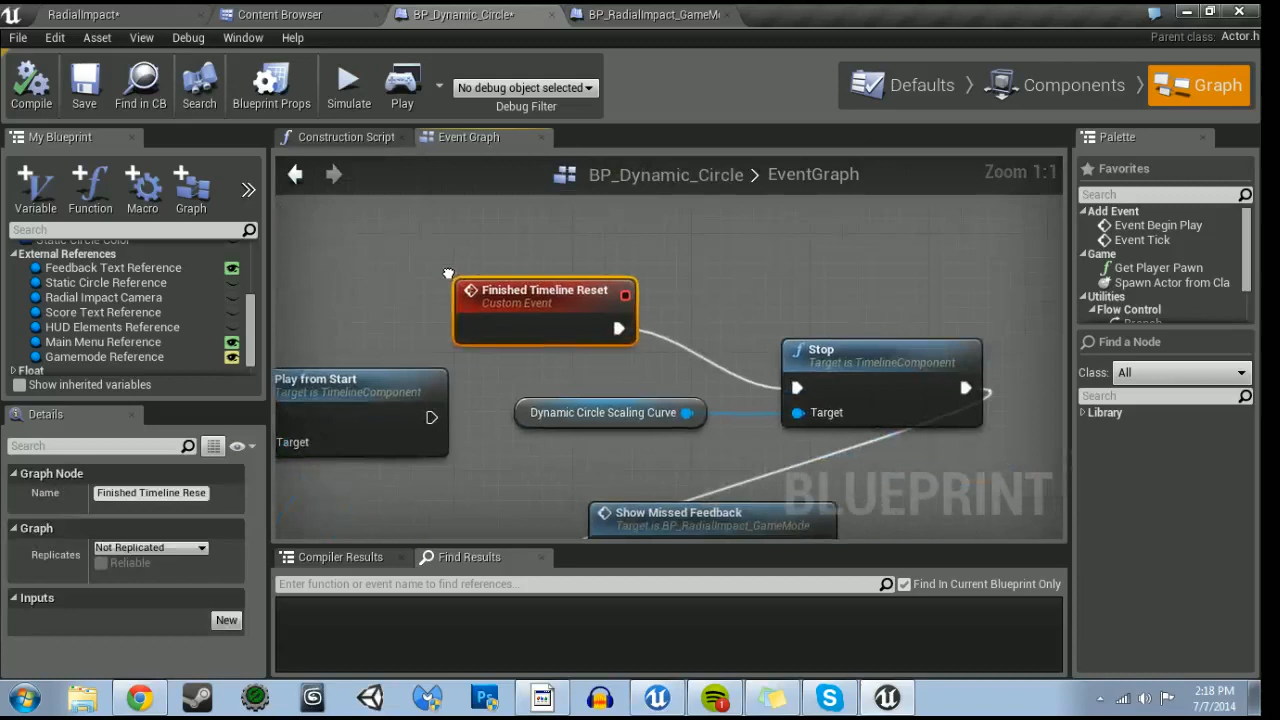 RadialImpact*
Content Browser
BP_Dynamic_Circle*
BP_RadialImpact_GameM
File Edit Asset View Debug Window Help
Parent class: Actor.h
Compile
Save
Find in CB
Search
Blueprint Props
Simulate
Play
No debug object selected
Debug Filter
Defaults
Components
Graph
My Blueprint
Construction Script
Event Graph
Palette
Variable
Function
Macro
Graph
Search
Static Circle Color
External References
Feedback Text Reference
Static Circle Reference
Radial Impact Camera
Score Text Reference
HUD Elements Reference
Main Menu Reference
Gamemode Reference
Float
Show inherited variables
Details
Search
Graph Node
Name Finished Timeline Rese
Graph
Replicates Not Replicated
Reliable
Inputs
New
BP_Dynamic_Circle > EventGraph
Zoom 1:1
Finished Timeline Reset
Custom Event
Play from Start
Target is TimelineComponent
Target
Dynamic Circle Scaling Curve
Stop
Target is TimelineComponent
Target
Show Missed Feedback
Target is BP_RadialImpact_GameMode
BLUEPRINT
Compiler Results
Find Results
Enter function or event name to find references...
Find In Current Blueprint Only
Favorites
Search
Add Event
Event Begin Play
Event Tick
Game
Get Player Pawn
Spawn Actor from Cla
Utilities
Flow Control
Branch
Find a Node
Class: All
Search
Library
2:18 PM
7/7/2014